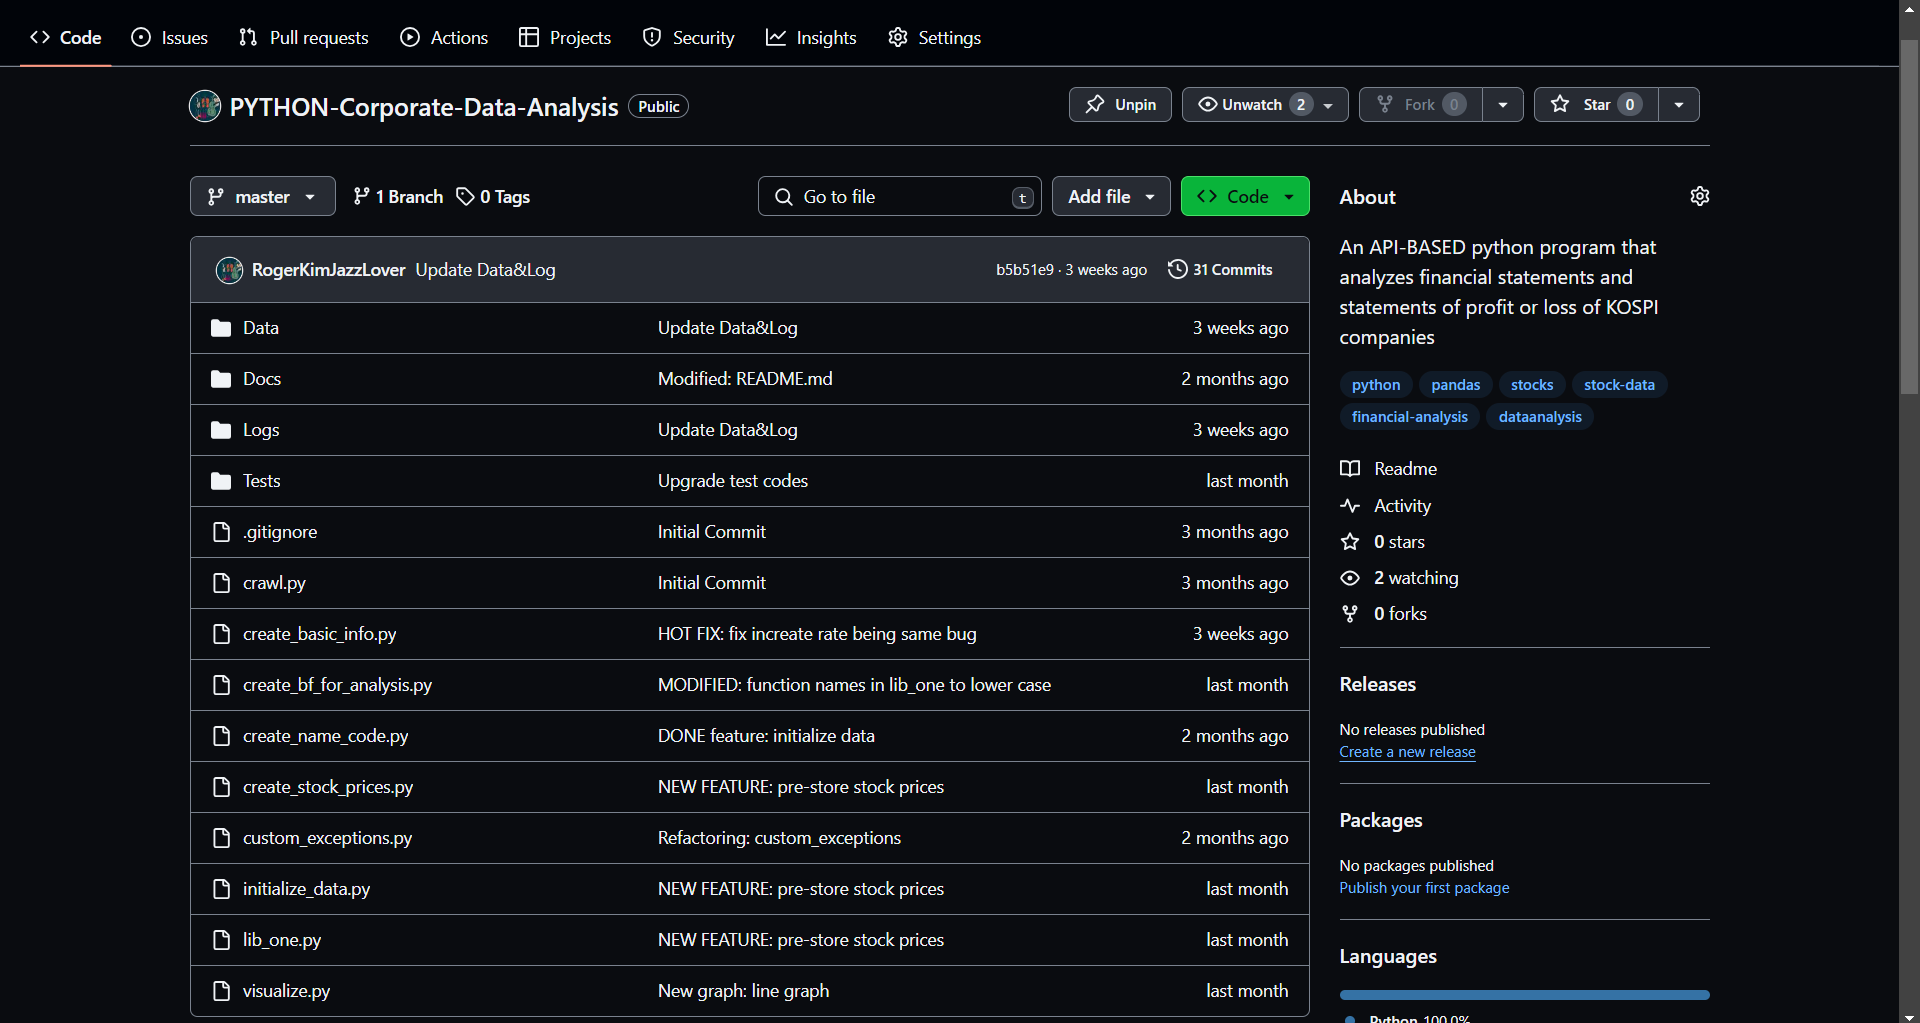 Code Issues Pull requests Actions Projects Security Insights Settings
PYTHON-Corporate-Data-Analysis Public
Unpin Unwatch 2 Fork 0 Star 0
master 1 Branch 0 Tags Go to file t Add file Code
RogerKimJazzLover Update Data&Log b5b51e9 · 3 weeks ago 31 Commits
Data Update Data&Log 3 weeks ago
Docs Modified: README.md 2 months ago
Logs Update Data&Log 3 weeks ago
Tests Upgrade test codes last month
.gitignore Initial Commit 3 months ago
crawl.py Initial Commit 3 months ago
create_basic_info.py HOT FIX: fix increate rate being same bug 3 weeks ago
create_bf_for_analysis.py MODIFIED: function names in lib_one to lower case last month
create_name_code.py DONE feature: initialize data 2 months ago
create_stock_prices.py NEW FEATURE: pre-store stock prices last month
custom_exceptions.py Refactoring: custom_exceptions 2 months ago
initialize_data.py NEW FEATURE: pre-store stock prices last month
lib_one.py NEW FEATURE: pre-store stock prices last month
visualize.py New graph: line graph last month
About
An API-BASED python program that
analyzes financial statements and
statements of profit or loss of KOSPI
companies
python pandas stocks stock-data
financial-analysis dataanalysis
Readme
Activity
0 stars
2 watching
0 forks
Releases
No releases published
Create a new release
Packages
No packages published
Publish your first package
Languages
Python 100.0%